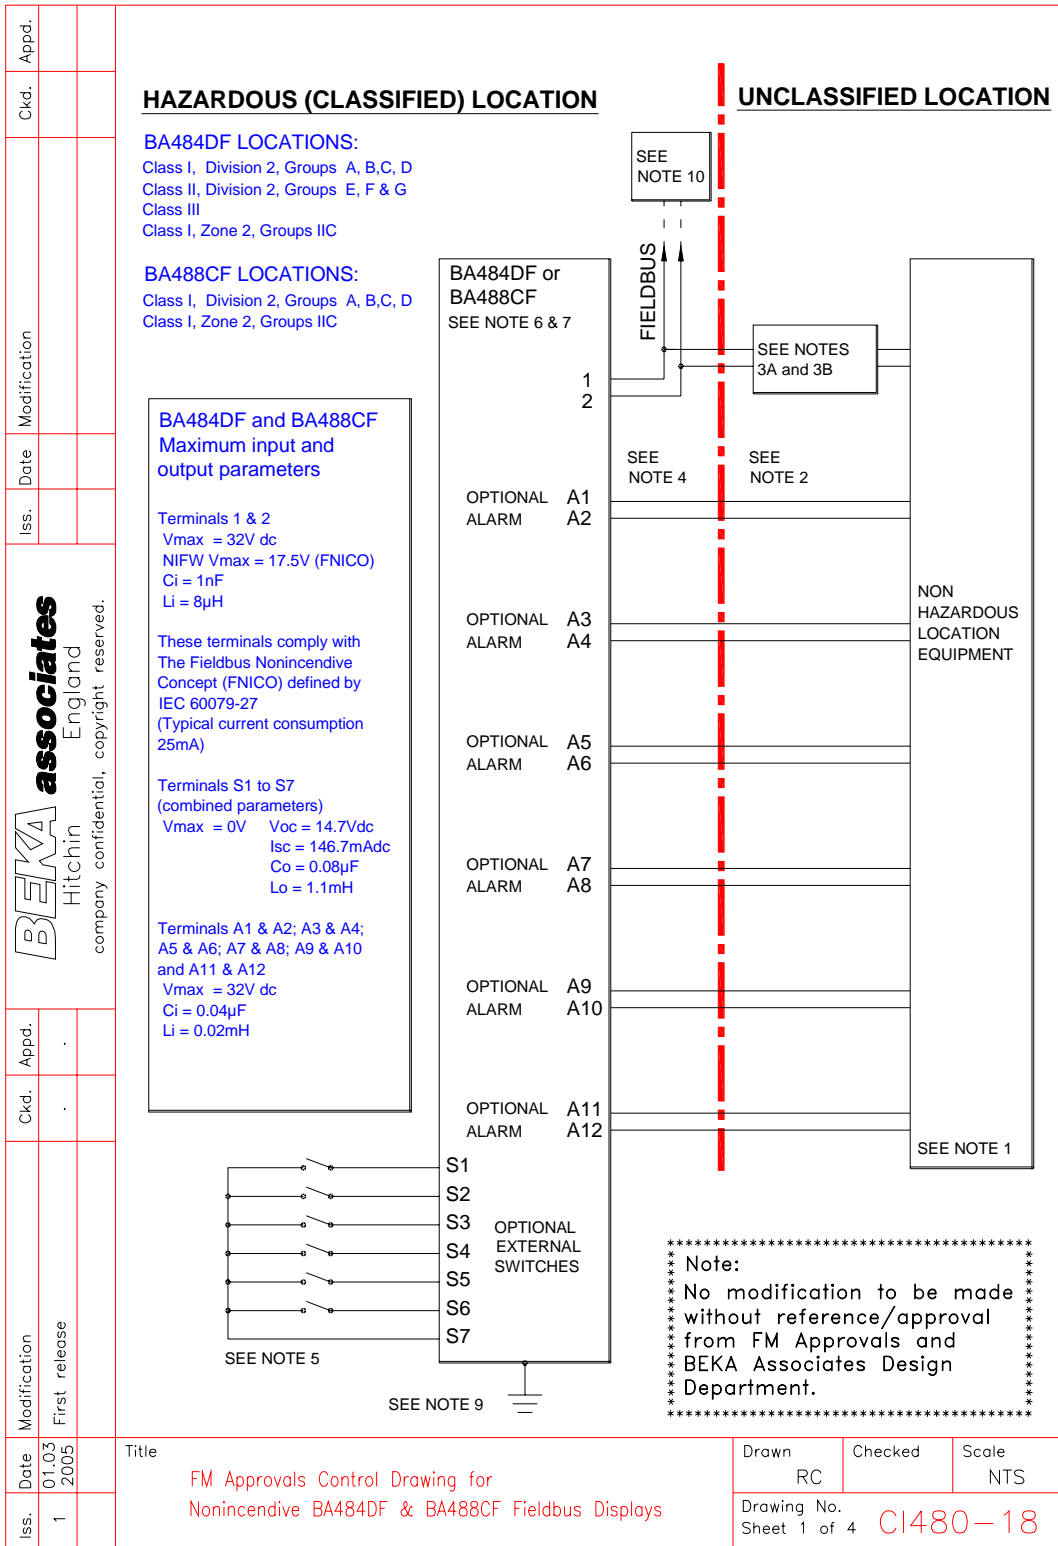 HAZARDOUS (CLASSIFIED) LOCATION
UNCLASSIFIED LOCATION
BA484DF LOCATIONS:
Class I, Division 2, Groups A, B,C, D
Class II, Division 2, Groups E, F & G
Class III
Class I, Zone 2, Groups IIC
BA488CF LOCATIONS:
Class I, Division 2, Groups A, B,C, D
Class I, Zone 2, Groups IIC
SEE
NOTE 10
FIELDBUS
BA484DF or
BA488CF
SEE NOTE 6 & 7
1
2
SEE NOTES
3A and 3B
SEE
NOTE 4
SEE
NOTE 2
BA484DF and BA488CF
Maximum input and
output parameters
Terminals 1 & 2
Vmax = 32V dc
NIFW Vmax = 17.5V (FNICO)
Ci = 1nF
Li = 8µH
These terminals comply with
The Fieldbus Nonincendive
Concept (FNICO) defined by
IEC 60079-27
(Typical current consumption
25mA)
Terminals S1 to S7
(combined parameters)
Vmax = 0V Voc = 14.7Vdc
Isc = 146.7mAdc
Co = 0.08µF
Lo = 1.1mH
Terminals A1 & A2; A3 & A4;
A5 & A6; A7 & A8; A9 & A10
and A11 & A12
Vmax = 32V dc
Ci = 0.04µF
Li = 0.02mH
OPTIONAL A1
ALARM A2
OPTIONAL A3
ALARM A4
OPTIONAL A5
ALARM A6
OPTIONAL A7
ALARM A8
OPTIONAL A9
ALARM A10
OPTIONAL A11
ALARM A12
NON
HAZARDOUS
LOCATION
EQUIPMENT
SEE NOTE 1
S1
S2
S3
S4
S5
S6
S7
OPTIONAL
EXTERNAL
SWITCHES
SEE NOTE 5
SEE NOTE 9
***************************************
Note:
No modification to be made
without reference/approval
from FM Approvals and
BEKA Associates Design
Department.
***************************************
Iss. Date Modification Ckd. Appd.
BEKA associates
Hitchin England
company confidential, copyright reserved.
Iss. Date Modification Ckd. Appd.
1 01.03 2005 First release . .
Title
FM Approvals Control Drawing for
Nonincendive BA484DF & BA488CF Fieldbus Displays
Drawn
RC
Checked
Scale
NTS
Drawing No.
Sheet 1 of 4
CI480-18